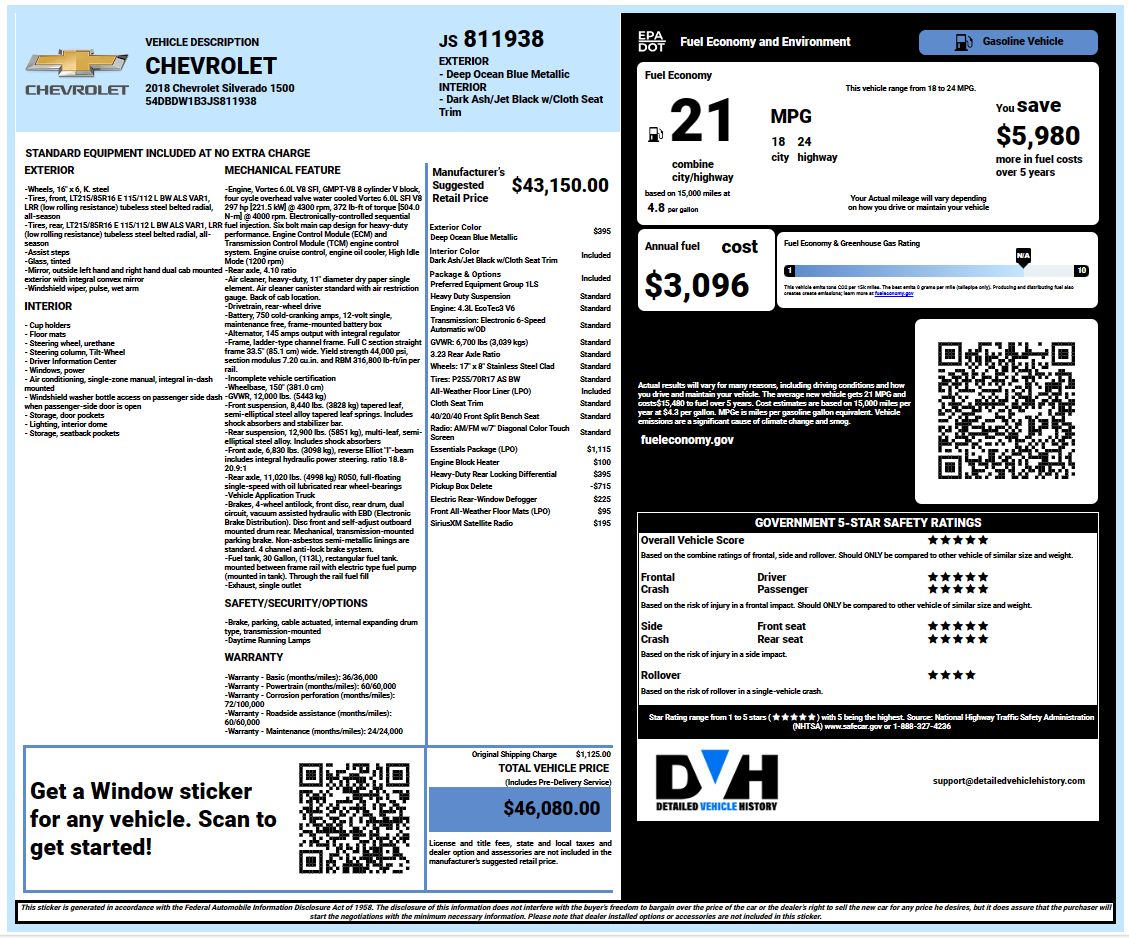 CHEVROLET
VEHICLE DESCRIPTION
CHEVROLET
2018 Chevrolet Silverado 1500
54DBDW1B3JS811938
JS 811938
EXTERIOR
- Deep Ocean Blue Metallic
INTERIOR
- Dark Ash/Jet Black w/Cloth Seat
Trim
STANDARD EQUIPMENT INCLUDED AT NO EXTRA CHARGE
EXTERIOR
-Wheels, 16" x 6, K. steel
-Tires, front, LT215/85R16 E 115/112 L BW ALS VAR1,
LRR (low rolling resistance) tubeless steel belted radial,
all-season
-Tires, rear, LT215/85R16 E 115/112 L BW ALS VAR1, LRR
(low rolling resistance) tubeless steel belted radial, all-
season
-Assist steps
-Glass, tinted
-Mirror, outside left hand and right hand dual cab mounted
exterior with integral convex mirror
-Windshield wiper, pulse, wet arm
INTERIOR
- Cup holders
- Floor mats
- Steering wheel, urethane
- Steering column, Tilt-Wheel
- Driver Information Center
- Windows, power
- Air conditioning, single-zone manual, integral in-dash
mounted
- Windshield washer bottle access on passenger side dash
when passenger-side door is open
- Storage, door pockets
- Lighting, interior dome
- Storage, seatback pockets
MECHANICAL FEATURE
-Engine, Vortec 6.0L V8 SFI, GMPT-V8 8 cylinder V block,
four cycle overhead valve water cooled Vortec 6.0L SFI V8
297 hp [221.5 kW] @ 4300 rpm, 372 lb-ft of torque [504.0
N-m] @ 4000 rpm. Electronically-controlled sequential
fuel injection. Six bolt main cap design for heavy-duty
performance. Engine Control Module (ECM) and
Transmission Control Module (TCM) engine control
system. Engine cruise control, engine oil cooler, High Idle
Mode (1200 rpm)
-Rear axle, 4.10 ratio
-Air cleaner, heavy-duty, 11" diameter dry paper single
element. Air cleaner canister standard with air restriction
gauge. Back of cab location.
-Drivetrain, rear-wheel drive
-Battery, 750 cold-cranking amps, 12-volt single,
maintenance free, frame-mounted battery box
-Alternator, 145 amps output with integral regulator
-Frame, ladder-type channel frame. Full C section straight
frame 33.5" (85.1 cm) wide. Yield strength 44,000 psi,
section modulus 7.20 cu.in. and RBM 316,800 lb-ft/in per
rail.
-Incomplete vehicle certification
-Wheelbase, 150" (381.0 cm)
-GVWR, 12,000 lbs. (5443 kg)
-Front suspension, 8,440 lbs. (3828 kg) tapered leaf,
semi-elliptical steel alloy tapered leaf springs. Includes
shock absorbers and stabilizer bar.
-Rear suspension, 12,900 lbs. (5851 kg), multi-leaf, semi-
elliptical steel alloy. Includes shock absorbers
-Front axle, 6,830 lbs. (3098 kg), reverse Elliot "I"-beam
includes integral hydraulic power steering. ratio 18.8-
20.9:1
-Rear axle, 11,020 lbs. (4998 kg) R050, full-floating
single-speed with oil lubricated rear wheel-bearings
-Vehicle Application Truck
-Brakes, 4-wheel antilock, front disc, rear drum, dual
circuit, vacuum assisted hydraulic with EBD (Electronic
Brake Distribution). Disc front and self-adjust outboard
mounted drum rear. Mechanical, transmission-mounted
parking brake. Non-asbestos semi-metallic linings are
standard. 4 channel anti-lock brake system.
-Fuel tank, 30 Gallon, (113L), rectangular fuel tank.
mounted between frame rail with electric type fuel pump
(mounted in tank). Through the rail fuel fill
-Exhaust, single outlet
SAFETY/SECURITY/OPTIONS
-Brake, parking, cable actuated, internal expanding drum
type, transmission-mounted
-Daytime Running Lamps
WARRANTY
-Warranty - Basic (months/miles): 36/36,000
-Warranty - Powertrain (months/miles): 60/60,000
-Warranty - Corrosion perforation (months/miles):
72/100,000
-Warranty - Roadside assistance (months/miles):
60/60,000
-Warranty - Maintenance (months/miles): 24/24,000
Manufacturer's
Suggested
Retail Price
$43,150.00
Exterior Color
Deep Ocean Blue Metallic $395
Interior Color
Dark Ash/Jet Black w/Cloth Seat Trim Included
Package & Options
Preferred Equipment Group 1LS Included
Heavy Duty Suspension Standard
Engine: 4.3L EcoTec3 V6 Standard
Transmission: Electronic 6-Speed
Automatic w/OD Standard
GVWR: 6,700 lbs (3,039 kgs) Standard
3.23 Rear Axle Ratio Standard
Wheels: 17" x 8" Stainless Steel Clad Standard
Tires: P255/70R17 AS BW Standard
All-Weather Floor Liner (LPO) Included
Cloth Seat Trim Standard
40/20/40 Front Split Bench Seat Standard
Radio: AM/FM w/7" Diagonal Color Touch
Screen Standard
Essentials Package (LPO) $1,115
Engine Block Heater $100
Heavy-Duty Rear Locking Differential $395
Pickup Box Delete -$715
Electric Rear-Window Defogger $225
Front All-Weather Floor Mats (LPO) $95
SiriusXM Satellite Radio $195
Get a Window sticker
for any vehicle. Scan to
get started!
Original Shipping Charge $1,125.00
TOTAL VEHICLE PRICE
(Includes Pre-Delivery Service)
$46,080.00
License and title fees, state and local taxes and
dealer option and assessories are not included in the
manufacturer's suggested retail price.
EPA
DOT
Fuel Economy and Environment
Gasoline Vehicle
Fuel Economy
This vehicle range from 18 to 24 MPG.
21
MPG
18 24
city highway
combine
city/highway
based on 15,000 miles at
4.8 per gallon
You save
$5,980
more in fuel costs
over 5 years
Your Actual mileage will vary depending
on how you drive or maintain your vehicle
Annual fuel cost
$3,096
Fuel Economy & Greenhouse Gas Rating
N/A
1
10
This vehicle emits tons CO2 per 15k miles. The best emits 0 grams per mile (tailpipe only). Producing and distributing fuel also
creates create emissions; learn more at fueleconomy.gov
Actual results will vary for many reasons, including driving conditions and how
you drive and maintain your vehicle. The average new vehicle gets 21 MPG and
costs$15,480 to fuel over 5 years. Cost estimates are based on 15,000 miles per
year at $4.3 per gallon. MPGe is miles per gasoline gallon equivalent. Vehicle
emissions are a significant cause of climate change and smog.
fueleconomy.gov
GOVERNMENT 5-STAR SAFETY RATINGS
Overall Vehicle Score ★★★★★
Based on the combine ratings of frontal, side and rollover. Should ONLY be compared to other vehicle of similar size and weight.
Frontal Driver ★★★★★
Crash Passenger ★★★★★
Based on the risk of injury in a frontal impact. Should ONLY be compared to other vehicle of similar size and weight.
Side Front seat ★★★★★
Crash Rear seat ★★★★★
Based on the risk of injury in a side impact.
Rollover ★★★★
Based on the risk of rollover in a single-vehicle crash.
Star Rating range from 1 to 5 stars (★★★★★) with 5 being the highest. Source: National Highway Traffic Safety Administration
(NHTSA) www.safecar.gov or 1-888-327-4236
DVH
DETAILED VEHICLE HISTORY
support@detailedvehiclehistory.com
This sticker is generated in accordance with the Federal Automobile Information Disclosure Act of 1958. The disclosure of this information does not interfere with the buyer's freedom to bargain over the price of the car or the dealer's right to sell the new car for any price he desires, but it does assure that the purchaser will
start the negotiations with the minimum necessary information. Please note that dealer installed options or accessories are not included in this sticker.